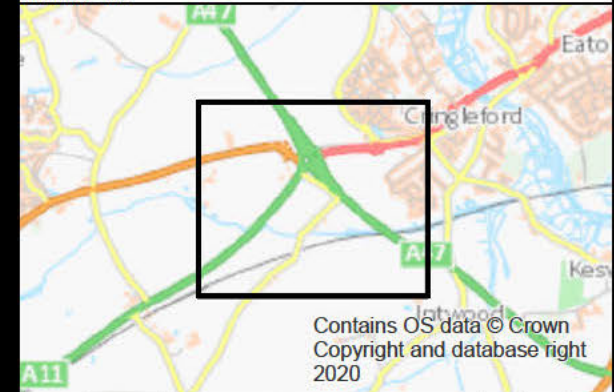 A47
Eato
Cringleford
A47
Kesw
Intwood
Contains OS data © Crown
Copyright and database right
2020
A11